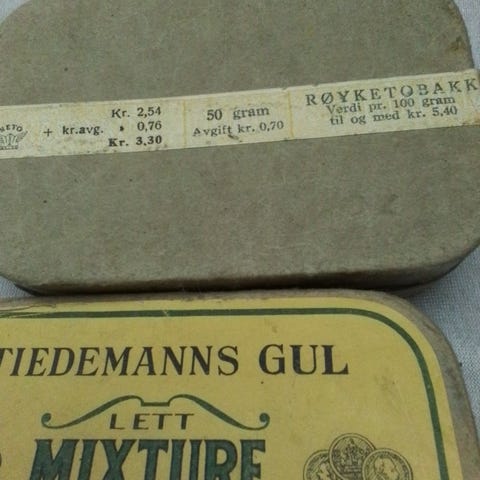 NETO
+ kr.avg.
Kr. 2,54
0,76
Kr. 3,30
50 gram
Avgift kr. 0,70
RØYKETOBAKK
Verdi pr. 100 gram
til og med kr. 5,40
TIEDEMANNS GUL
LETT
MIXTURE